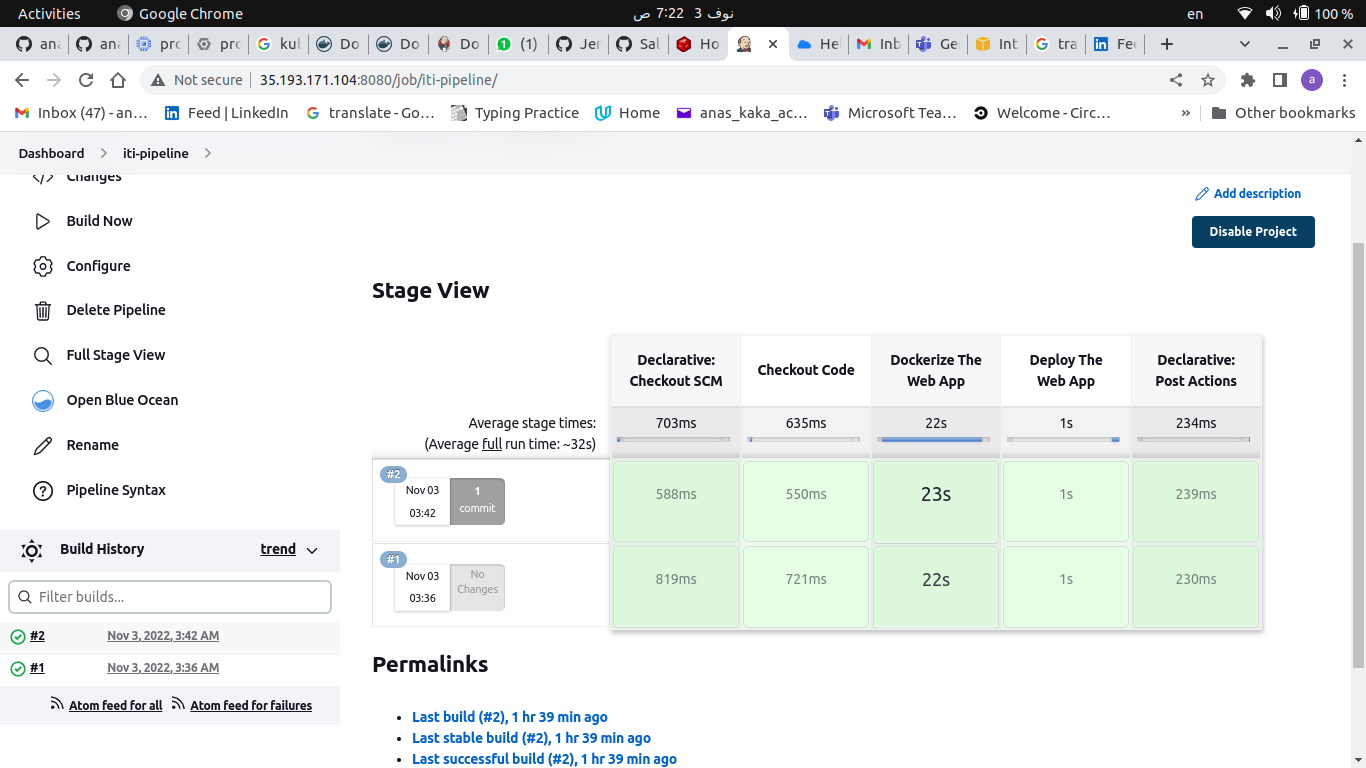 Activities
Google Chrome
نوف 3 7:22 ص
en
100 %
ana
ana
pro
pro
kub
Do
Do
Do
(1)
Jen
Sal
Ho
Hel
Inb
Ge
Int
tra
Fee
Not secure
35.193.171.104:8080/job/iti-pipeline/
a
Inbox (47) - an…
Feed | LinkedIn
translate - Go…
Typing Practice
Home
anas_kaka_ac…
Microsoft Tea…
Welcome - Circ…
»
Other bookmarks
Dashboard
iti-pipeline
Changes
Build Now
Configure
Delete Pipeline
Full Stage View
Open Blue Ocean
Rename
Pipeline Syntax
Build History
trend
Filter builds...
#2
Nov 3, 2022, 3:42 AM
#1
Nov 3, 2022, 3:36 AM
Atom feed for all
Atom feed for failures
Add description
Disable Project
Stage View
Declarative: Checkout SCM
Checkout Code
Dockerize The Web App
Deploy The Web App
Declarative: Post Actions
Average stage times:
(Average full run time: ~32s)
703ms
635ms
22s
1s
234ms
#2
Nov 03
03:42
1
commit
588ms
550ms
23s
1s
239ms
#1
Nov 03
03:36
No
Changes
819ms
721ms
22s
1s
230ms
Permalinks
Last build (#2), 1 hr 39 min ago
Last stable build (#2), 1 hr 39 min ago
Last successful build (#2), 1 hr 39 min ago